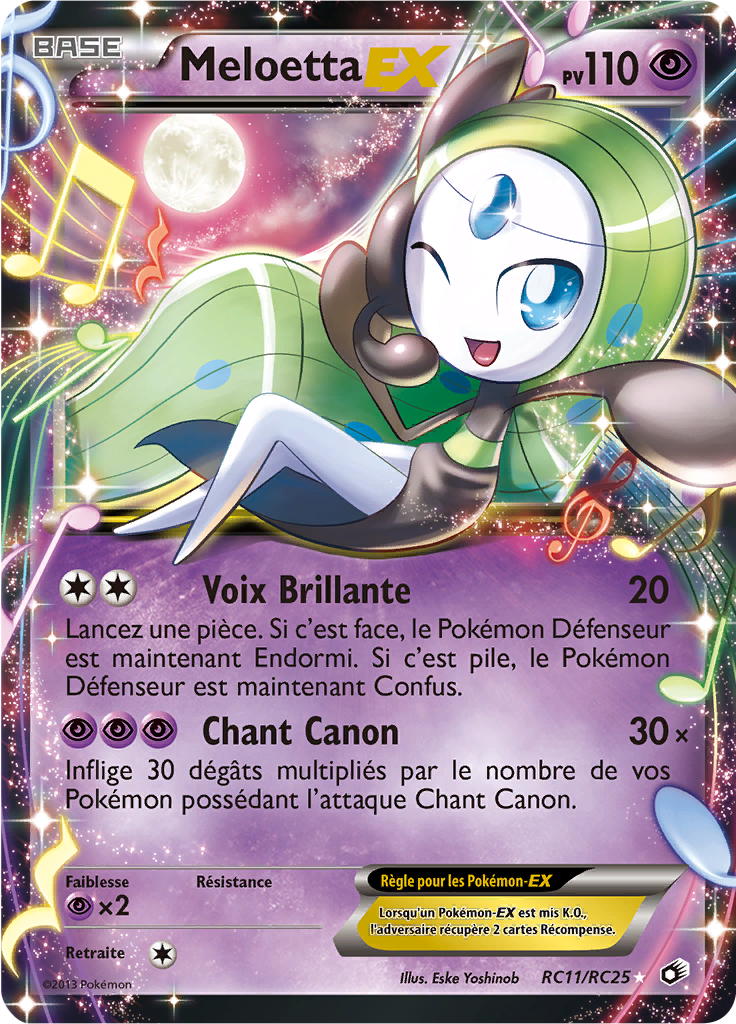 BASE
MeloettaEX
PV110
Voix Brillante 20
Lancez une pièce. Si c'est face, le Pokémon Défenseur
est maintenant Endormi. Si c'est pile, le Pokémon
Défenseur est maintenant Confus.
Chant Canon 30×
Inflige 30 dégâts multipliés par le nombre de vos
Pokémon possédant l'attaque Chant Canon.
Faiblesse
Résistance
×2
Retraite
Règle pour les Pokémon-EX
Lorsqu'un Pokémon-EX est mis K.O.,
l'adversaire récupère 2 cartes Récompense.
©2013 Pokémon
Illus. Eske Yoshinob
RC11/RC25